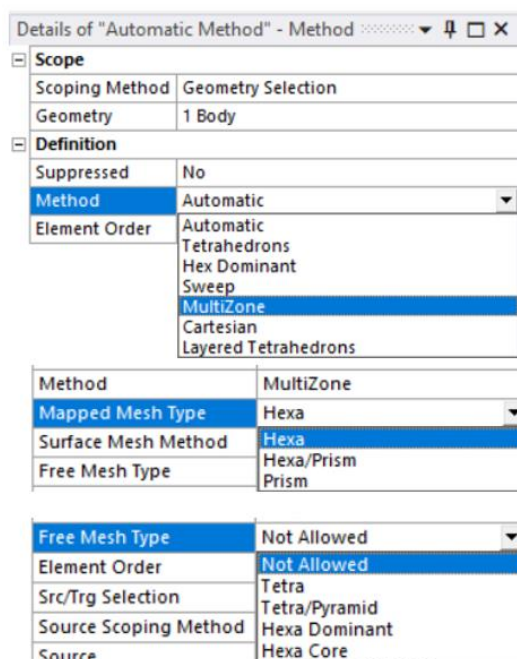 Details of "Automatic Method" - Method
Scope
Scoping Method Geometry Selection
Geometry 1 Body
Definition
Suppressed No
Method Automatic
Element Order Automatic
Tetrahedrons
Hex Dominant
Sweep
MultiZone
Cartesian
Layered Tetrahedrons
Method MultiZone
Mapped Mesh Type Hexa
Surface Mesh Method Hexa
Hexa/Prism
Free Mesh Type
Prism
Free Mesh Type Not Allowed
Element Order Not Allowed
Tetra
Src/Trg Selection
Tetra/Pyramid
Source Scoping Method Hexa Dominant
Source Hexa Core